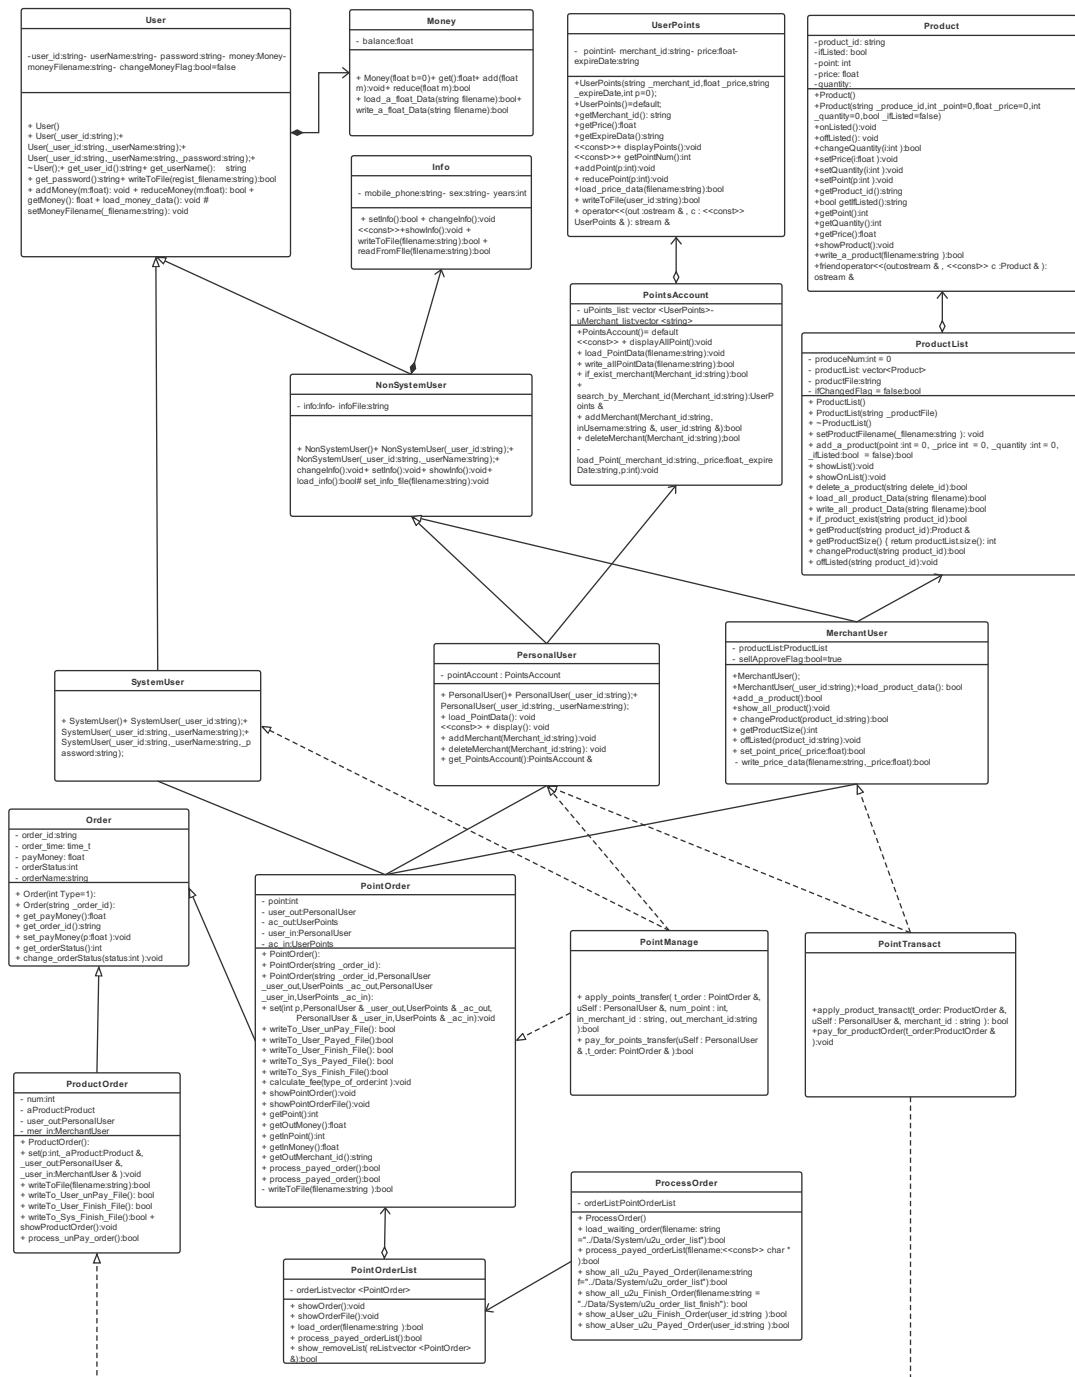 User
-user_id:string- userName:string- password:string- money:Money-
moneyFilename:string- changeMoneyFlag:bool=false
+ User()
+ User(_user_id:string);+
User(_user_id:string,_userName:string);+
User(_user_id:string,_userName:string,_password:string);+
~User();+ get_user_id():string+ get_userName(): string
+ get_password():string+ writeToFile(regist_filename:string):bool
+ addMoney(m:float): void + reduceMoney(m:float): bool +
getMoney(): float + load_money_data(): void #
setMoneyFilename(_filename:string): void
Money
- balance:float
+ Money(float b=0)+ get():float+ add(float
m):void+ reduce(float m):bool
+ load_a_float_Data(string filename):bool+
write_a_float_Data(string filename):bool
Info
- mobile_phone:string- sex:string- years:int
+ setInfo():bool + changeInfo():void
<<const>>+showInfo():void +
writeToFile(filename:string):bool +
readFromFIle(filename:string):bool
UserPoints
- point:int- merchant_id:string- price:float-
expireDate:string
+UserPoints(string _merchant_id,float _price,string
_expireDate,int p=0);
+UserPoints()=default;
+getMerchant_id(): string
+getPrice():float
+getExpireData():string
<<const>>+ displayPoints():void
<<const>>+ getPointNum():int
+addPoint(p:int):void
+ reducePoint(p:int):void
+load_price_data(filename:string):bool
+ writeToFile(user_id:string):bool
+ operator<<(out :ostream & , c : <<const>>
UserPoints & ): stream &
Product
-product_id: string
-ifListed: bool
- point: int
- price: float
-quantity:
+Product()
+Product(string _produce_id,int _point=0,float _price=0,int
_quantity=0,bool _ifListed=false)
+onListed():void
+offListed(): void
+changeQuantity(i:int ):bool
+setPrice(i:float ):void
+setQuantity(i:int ):void
+setPoint(p:int ):void
+getProduct_id():string
+bool getIfListed():bool
+getPoint():int
+getQuantity():int
+getPrice():float
+showProduct():void
+write_a_product(filename:string ):bool
+friendoperator<<(out:ostream & , <<const>> c :Product & ):
ostream &
PointsAccount
- uPoints_list: vector <UserPoints>-
uMerchant_list:vector <string>
+PointsAccount()= default
<<const>> + displayAllPoint():void
+ load_PointData(filename:string):void
+ write_allPointData(filename:string):bool
+ if_exist_merchant(Merchant_id:string):bool
+
search_by_Merchant_id(Merchant_id:string):UserP
oints &
+ addMerchant(Merchant_id:string,
inUsername:string &, user_id:string &):bool
+ deleteMerchant(Merchant_id:string);bool
-
load_Point(_merchant_id:string,_price:float,_expire
Date:string,p:int):void
ProductList
- produceNum:int = 0
- productList: vector<Product>
- productFile:string
- ifChangedFlag = false:bool
+ ProductList()
+ ProductList(string _productFile)
+ ~ProductList()
+ setProductFilename(_filename:string ): void
+ add_a_product(point :int = 0, _price int = 0, _quantity :int = 0,
_ifListed:bool = false):bool
+ showList():void
+ showOnList():void
+ delete_a_product(string delete_id):bool
+ load_all_product_Data(string filename):bool
+ write_all_product_Data(string filename):bool
+ if_product_exist(string product_id):bool
+ getProduct(string product_id):Product &
+ getProductSize() { return productList.size(): int
+ changeProduct(string product_id):bool
+ offListed(string product_id):void
NonSystemUser
- info:Info- infoFile:string
+ NonSystemUser()+ NonSystemUser(_user_id:string);+
NonSystemUser(_user_id:string,_userName:string);+
changeInfo():void+ setInfo():void+ showInfo():void+
load_info():bool# set_info_file(filename:string):void
SystemUser
+ SystemUser()+ SystemUser(_user_id:string);+
SystemUser(_user_id:string,_userName:string);+
SystemUser(_user_id:string,_userName:string,_p
assword:string);
PersonalUser
- pointAccount : PointsAccount
+ PersonalUser()+ PersonalUser(_user_id:string);+
PersonalUser(_user_id:string,_userName:string);
+ load_PointData(): void
<<const>> + display(): void
+ addMerchant(Merchant_id:string):void
+ deleteMerchant(Merchant_id:string): void
+ get_PointsAccount():PointsAccount &
MerchantUser
- productList:ProductList
- sellApproveFlag:bool=true
+MerchantUser();
+MerchantUser(_user_id:string);+load_product_data(): bool
+add_a_product():bool
+show_all_product():void
+ changeProduct(product_id:string):bool
+ getProductSize():int
+ offListed(product_id:string):void
+ set_point_price(_price:float):bool
- write_price_data(filename:string,_price:float):bool
Order
- order_id:string
- order_time: time_t
- payMoney: float
- orderStatus:int
- orderName:string
+ Order(int Type=1):
+ Order(string _order_id):
+ get_payMoney():float
+ get_order_id():string
+ set_payMoney(p:float ):void
+ get_orderStatus():int
+ change_orderStatus(status:int ):void
PointOrder
- point:int
- user_out:PersonalUser
- ac_out:UserPoints
- user_in:PersonalUser
- ac_in:UserPoints
+ PointOrder():
+ PointOrder(string _order_id):
+ PointOrder(string _order_id,PersonalUser
_user_out,UserPoints _ac_out,PersonalUser
_user_in,UserPoints _ac_in):
+ set(int p,PersonalUser & _user_out,UserPoints & _ac_out,
PersonalUser & _user_in,UserPoints & _ac_in):void
+ writeTo_User_unPay_File(): bool
+ writeTo_User_Payed_File(): bool
+ writeTo_User_Finish_File(): bool
+ writeTo_Sys_Payed_File(): bool
+ writeTo_Sys_Finish_File():bool
+ calculate_fee(type_of_order:int ):void
+ showPointOrder():void
+ showPointOrderFile():void
+ getPoint():int
+ getOutMoney():float
+ getInPoint():int
+ getInMoney():float
+ getOutMerchant_id():string
+ process_payed_order():bool
+ process_payed_order():bool
- writeToFile(filename:string ):bool
PointManage
+ apply_points_transfer( t_order : PointOrder &,
uSelf : PersonalUser &, num_point : int,
in_merchant_id : string, out_merchant_id:string
):bool
+ pay_for_points_transfer(uSelf : PersonalUser
& ,t_order: PointOrder & ):bool
PointTransact
+apply_product_transact(t_order: ProductOrder &,
uSelf : PersonalUser &, merchant_id : string ): bool
+pay_for_productOrder(t_order:ProductOrder &
):void
ProductOrder
- num:int
- aProduct:Product
- user_out:PersonalUser
- mer_in:MerchantUser
+ ProductOrder():
+ set(p:int,_aProduct:Product &,
_user_out:PersonalUser &,
_user_in:MerchantUser & ):void
+ writeToFile(filename:string):bool
+ writeTo_User_unPay_File(): bool
+ writeTo_User_Finish_File(): bool
+ writeTo_Sys_Finish_File():bool +
showProductOrder():void
+ process_unPay_order():bool
ProcessOrder
- orderList:PointOrderList
+ ProcessOrder()
+ load_waiting_order(filename: string
="../Data/System/u2u_order_list"):bool
+ process_payed_orderList(filename:<<const>> char *
):bool
+ show_all_u2u_Payed_Order(ilename:string
f="../Data/System/u2u_order_list"):bool
+ show_all_u2u_Finish_Order(filename:string =
"../Data/System/u2u_order_list_finish"): bool
+ show_aUser_u2u_Finish_Order(user_id:string ):bool
+ show_aUser_u2u_Payed_Order(user_id:string ):bool
PointOrderList
- orderList:vector <PointOrder>
+ showOrder():void
+ showOrderFile():void
+ load_order(filename:string ):bool
+ process_payed_orderList():bool
+ show_removeList( reList:vector <PointOrder>
&):bool